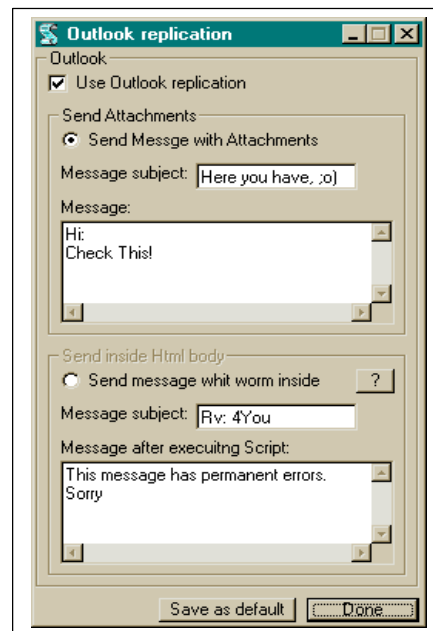 Outlook replication
Outlook
Use Outlook replication
Send Attachments
Send Messge with Attachments
Message subject: Here you have, ;o)
Message:
Hi:
Check This!
Send inside Html body
Send message whit worm inside ?
Message subject: Rv: 4You
Message after execuitng Script:
This message has permanent errors.
Sorry
Save as default Done